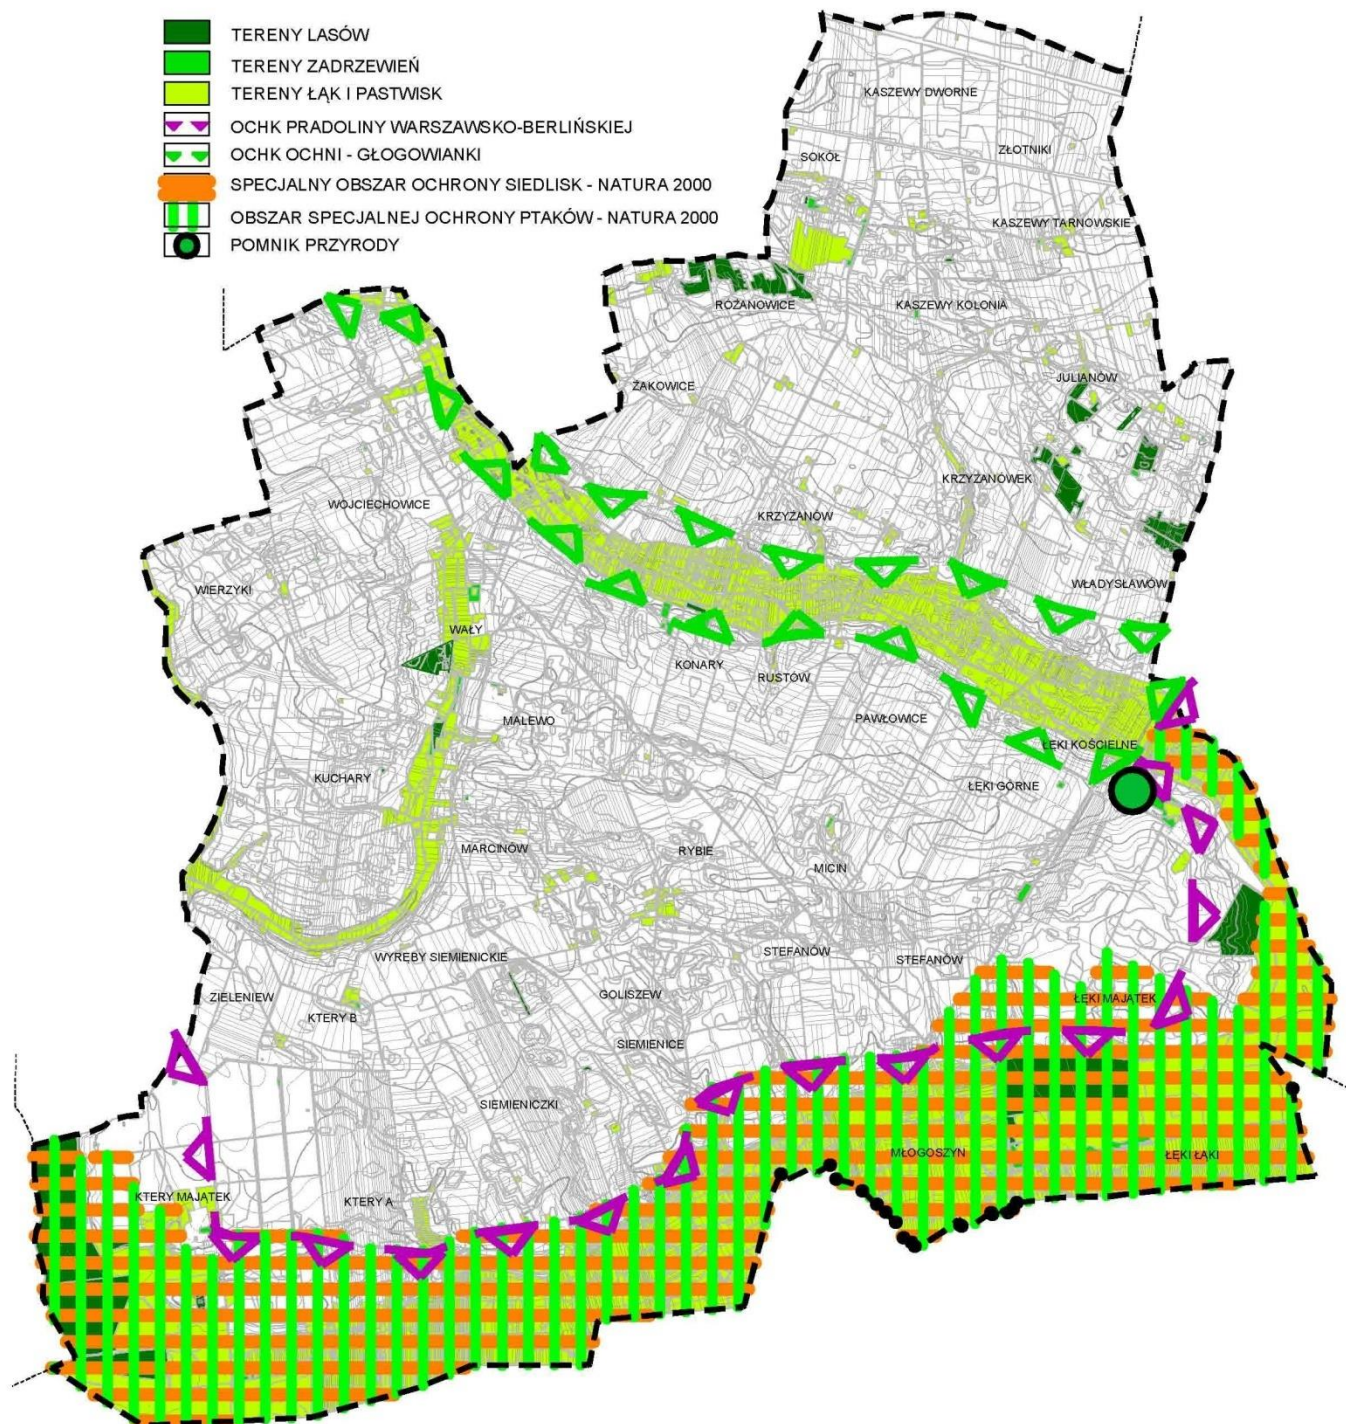 TERENY LASÓW
TERENY ZADRZEWIEŃ
TERENY ŁĄK I PASTWISK
OCHK PRADOLINY WARSZAWSKO-BERLIŃSKIEJ
OCHK OCHNI - GŁOGOWIANKI
SPECJALNY OBSZAR OCHRONY SIEDLISK - NATURA 2000
OBSZAR SPECJALNEJ OCHRONY PTAKÓW - NATURA 2000
POMNIK PRZYRODY
KASZEWY DWORNE
ZŁOTNIKI
SOKÓŁ
KASZEWY TARNOWSKIE
RÓŻANOWICE
KASZEWY KOLONIA
ŻAKOWICE
JULIANÓW
KRZYŻANÓWEK
WOJCIECHOWICE
KRZYŻANÓW
WIERZYKI
WŁADYSŁAWÓW
WAŁY
KONARY
RUSTÓW
MALEWO
PAWŁOWICE
ŁĘKI KOŚCIELNE
KUCHARY
ŁĘKI GÓRNE
MARCINÓW
RYBIE
MICIN
WYRĘBY SIEMIENICKIE
STEFANÓW
STEFANÓW
ZIELENIEW
GOLISZEW
ŁĘKI MAJĄTEK
KTERY B
SIEMIENICE
SIEMIENICZKI
MŁOGOSZYN
ŁĘKI ŁĄKI
KTERY MAJĄTEK
KTERY A